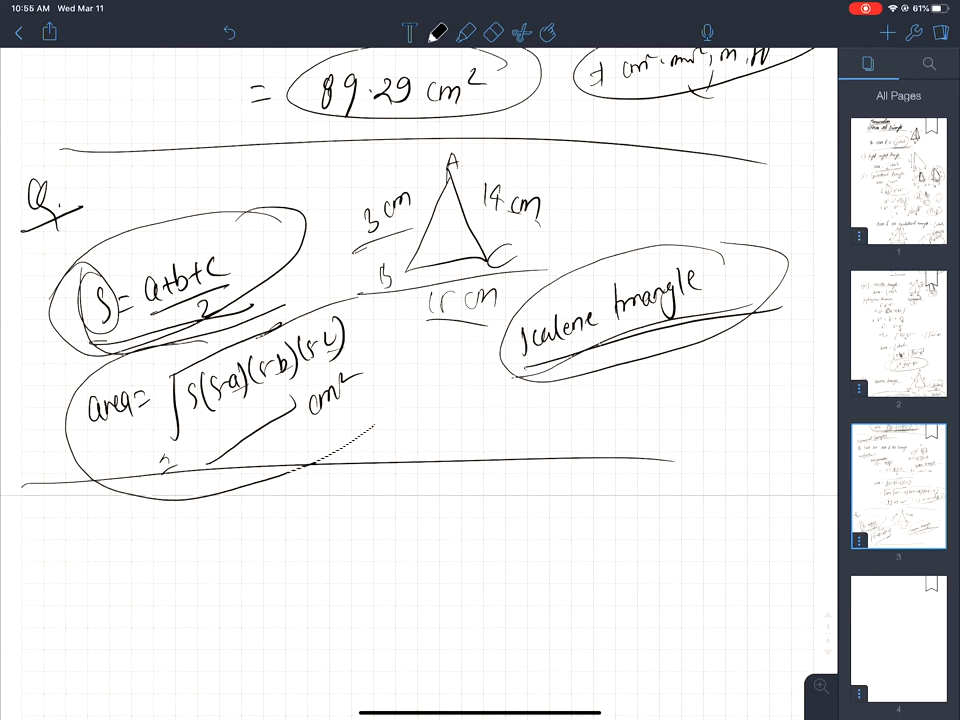 10:55 AM Wed Mar 11
61%
= 89.29 cm²
Q.
A
3 cm
14 cm
B
C
15 cm
S = a+b+c
2
scalene triangle
area = √s(s-a)(s-b)(s-c)
cm²
All Pages
1
2
3
4